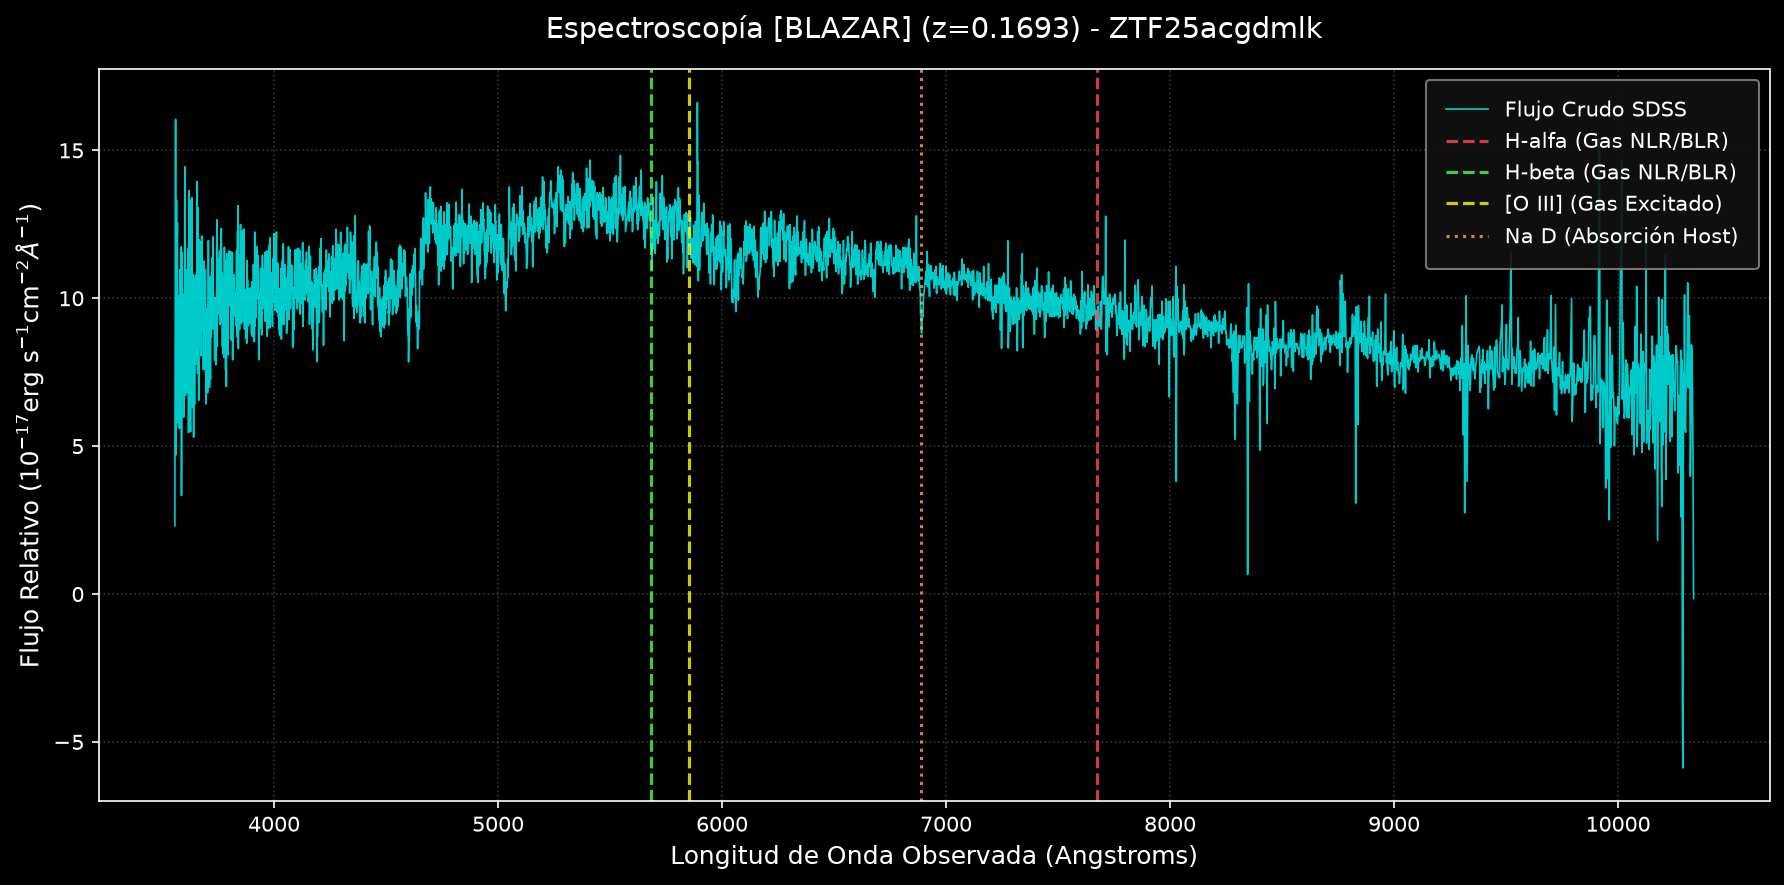 Espectroscopía [BLAZAR] (z=0.1693) - ZTF25acgdmlk
Flujo Crudo SDSS
H-alfa (Gas NLR/BLR)
H-beta (Gas NLR/BLR)
[O III] (Gas Excitado)
Na D (Absorción Host)
Flujo Relativo (10⁻¹⁷erg s⁻¹cm⁻²Å⁻¹)
15
10
5
0
−5
4000 5000 6000 7000 8000 9000 10000
Longitud de Onda Observada (Angstroms)